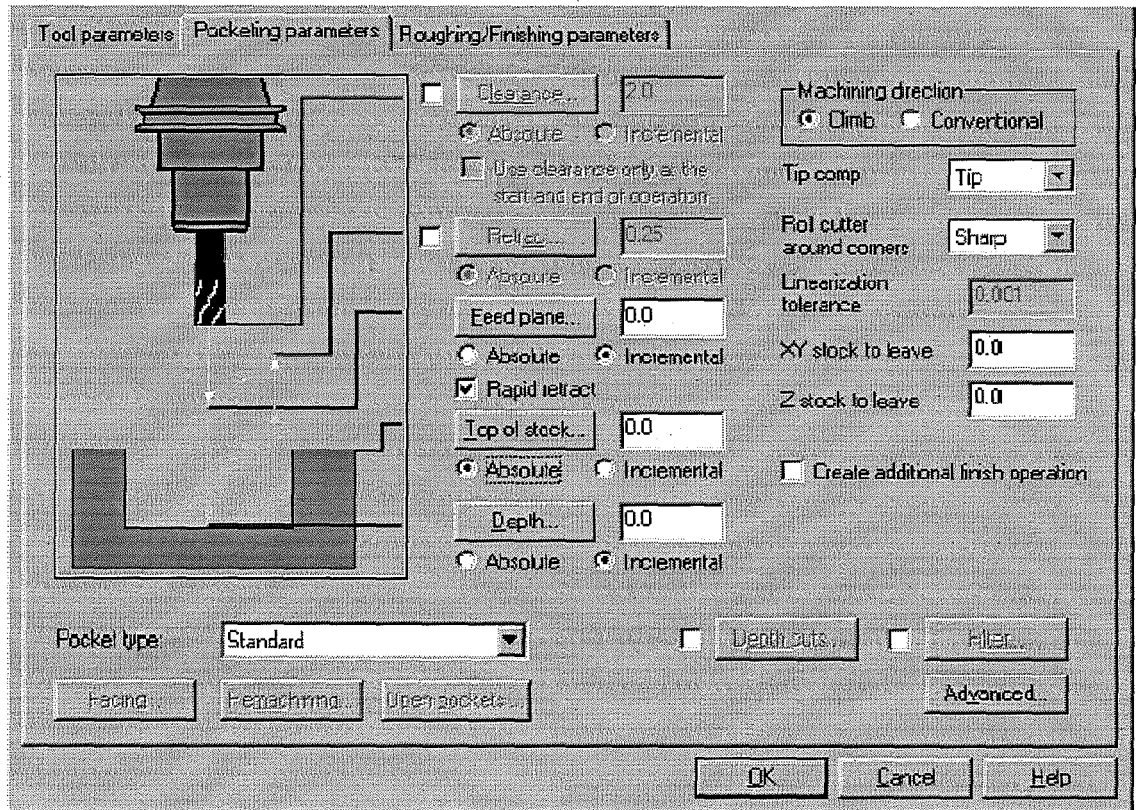 Tool parameters
Pocketing parameters
Roughing/Finishing parameters
Clearance...
2.0
Absolute
Incremental
Use clearance only at the
start and end of operation
Retract...
0.25
Absolute
Incremental
Feed plane...
0.0
Absolute
Incremental
Rapid retract
Top of stock...
0.0
Absolute
Incremental
Depth...
0.0
Absolute
Incremental
Machining direction
Climb
Conventional
Tip comp
Tip
Roll cutter
around corners
Sharp
Linearization
tolerance
0.001
XY stock to leave
0.0
Z stock to leave
0.0
Create additional finish operation
Pocket type:
Standard
Depth cuts...
Filter...
Facing...
Remachining...
Open pockets...
Advanced...
OK
Cancel
Help